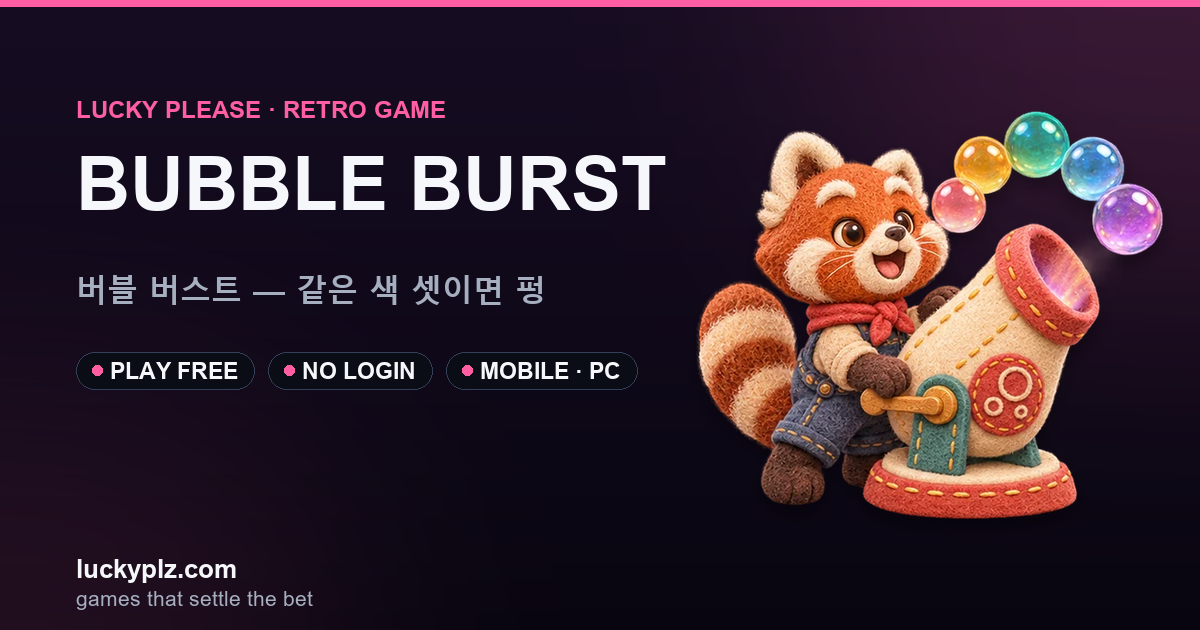 LUCKY PLEASE · RETRO GAME
BUBBLE BURST
버블 버스트 — 같은 색 셋이면 펑
PLAY FREE
NO LOGIN
MOBILE · PC
luckyplz.com
games that settle the bet